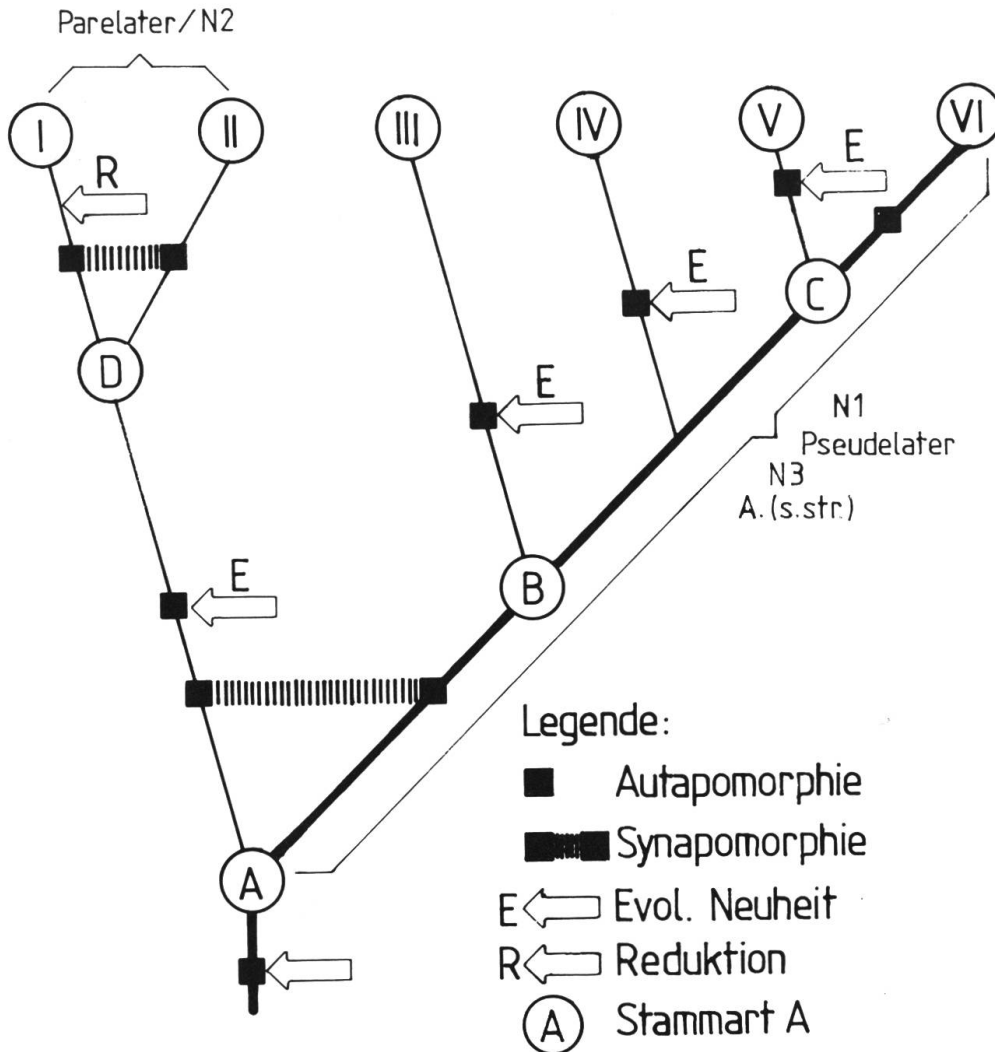 Parelater/N2
I II III IV V VI
R
E
E
E
C
D
E
N1
Pseudelater
N3
A. (s.str.)
B
E
Legende:
Autapomorphie
Synapomorphie
A
E Evol. Neuheit
R Reduktion
A Stammart A